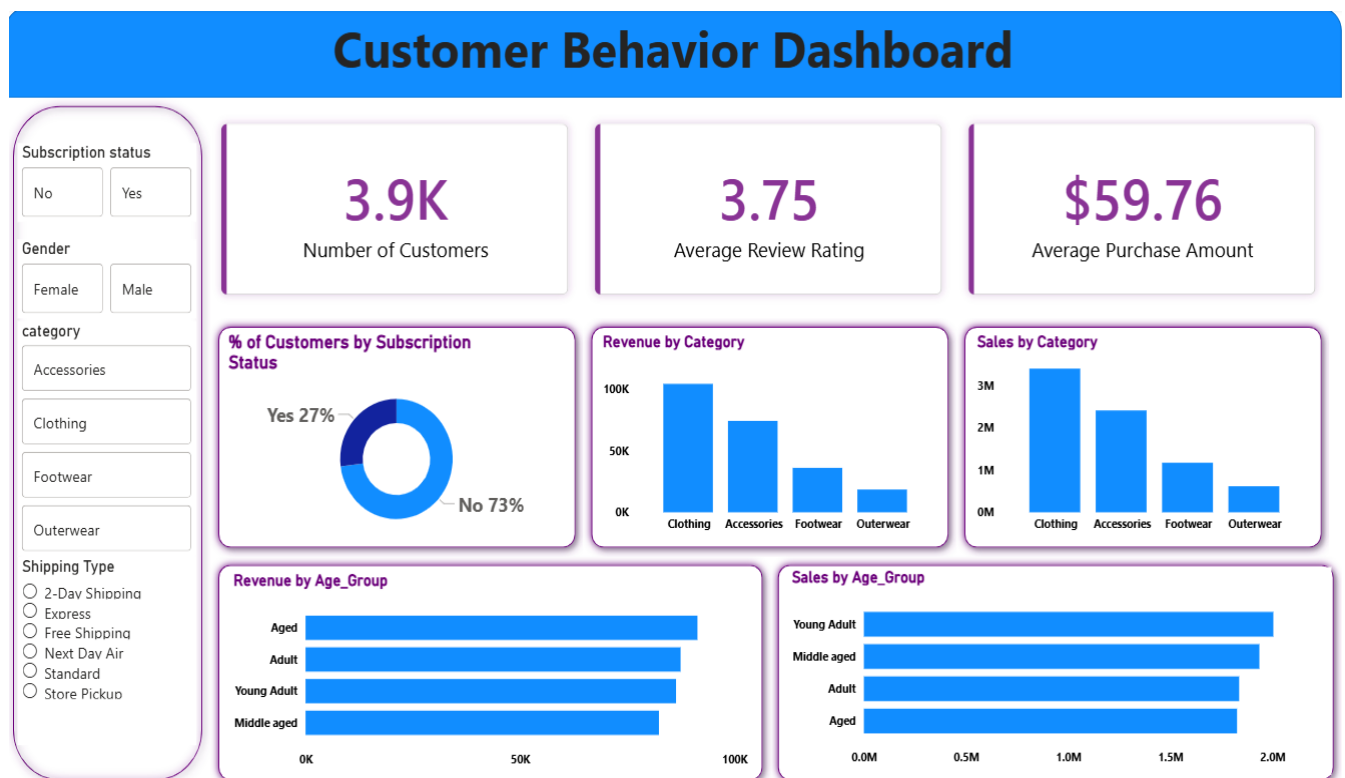 Customer Behavior Dashboard
Subscription status
No
Yes
Gender
Female
Male
category
Accessories
Clothing
Footwear
Outerwear
Shipping Type
2-Day Shipping
Express
Free Shipping
Next Day Air
Standard
Store Pickup
3.9K
Number of Customers
3.75
Average Review Rating
$59.76
Average Purchase Amount
% of Customers by Subscription
Status
Yes 27%
No 73%
Revenue by Category
100K
50K
0K
Clothing Accessories Footwear Outerwear
Sales by Category
3M
2M
1M
0M
Clothing Accessories Footwear Outerwear
Revenue by Age_Group
Aged
Adult
Young Adult
Middle aged
0K 50K 100K
Sales by Age_Group
Young Adult
Middle aged
Adult
Aged
0.0M 0.5M 1.0M 1.5M 2.0M